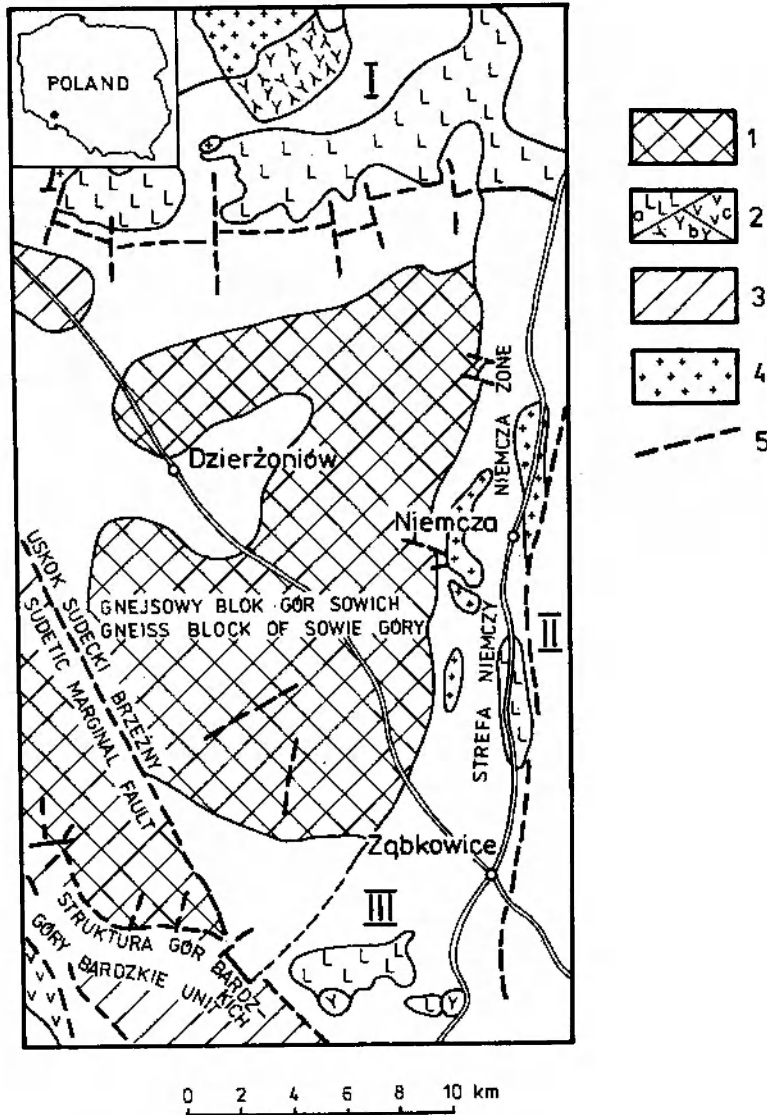 POLAND
I
I
1
a b c
2
3
4
5
Dzierżoniów
STREFA NIEMCZY
NIEMCZA ZONE
Niemcza
II
USKOK SUDECKI BRZEŻNY
SUDETIC MARGINAL FAULT
GNEJSOWY BLOK GÓR SOWICH
GNEISS BLOCK OF SOWIE GÓRY
Ząbkowice
III
STRUKTURA GÓR BARDZ-
KICH
GÓRY BARDZKIE UNIT
0 2 4 6 8 10 km